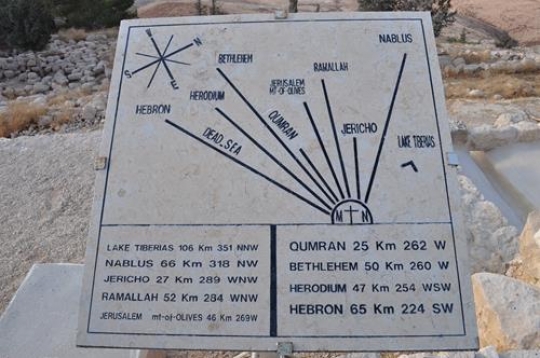 N
S
E
NABLUS
BETHLEHEM
RAMALLAH
HERODIUM
JERUSALEM
MT-OF-OLIVES
HEBRON
QUMRAN
JERICHO
DEAD SEA
LAKE TIBERIAS
M N
LAKE TIBERIAS 106 Km 351 NNW
NABLUS 66 KM 318 NW
JERICHO 27 KM 289 WNW
RAMALLAH 52 KM 284 WNW
JERUSALEM mt-of-OLIVES 46 Km 269W
QUMRAN 25 KM 262 W
BETHLEHEM 50 KM 260 W
HERODIUM 47 KM 254 WSW
HEBRON 65 KM 224 SW